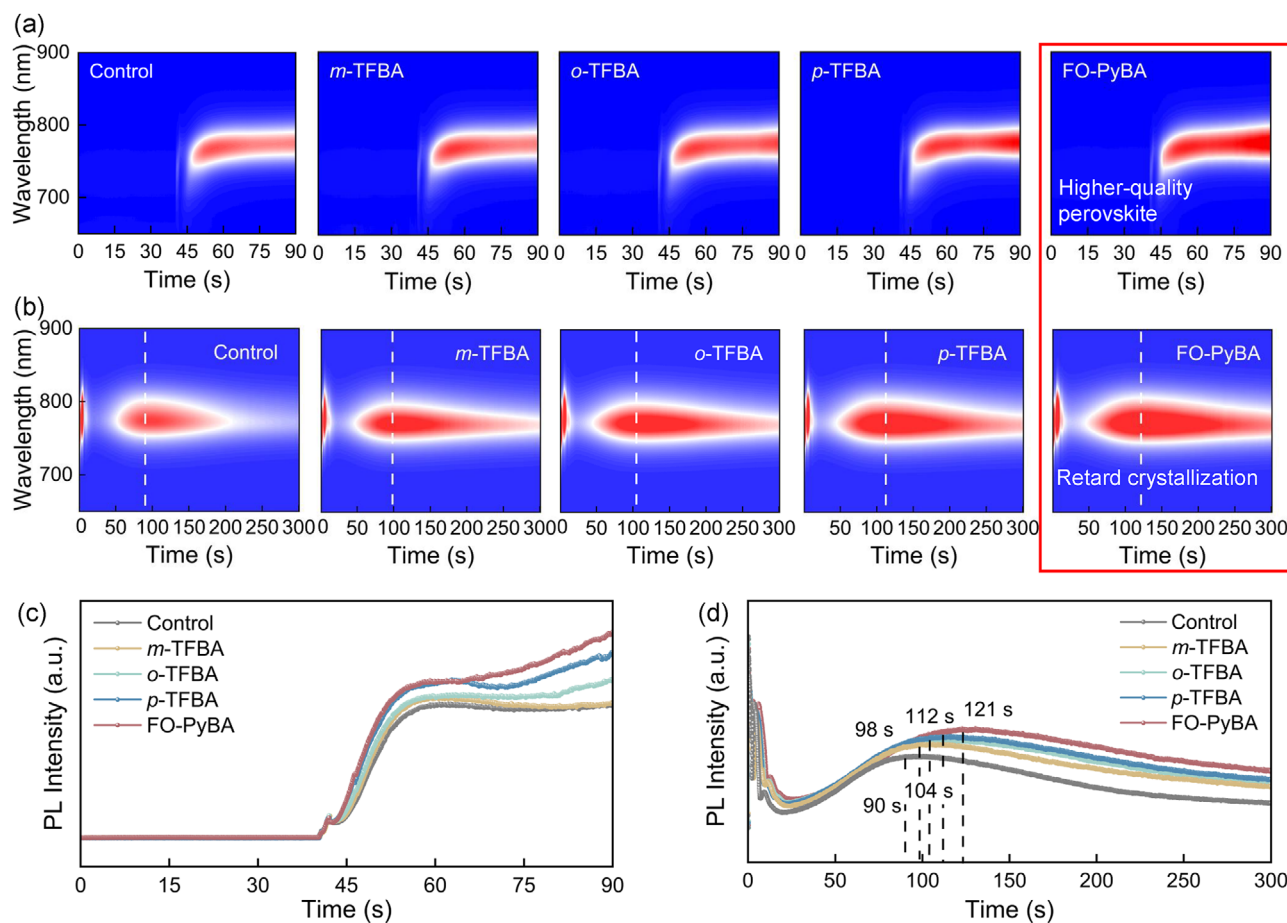 (a)
Wavelength (nm)
900
800
700
Control
m-TFBA
o-TFBA
p-TFBA
FO-PyBA
Higher-quality
perovskite
0 15 30 45 60 75 90
0 15 30 45 60 75 90
0 15 30 45 60 75 90
0 15 30 45 60 75 90
0 15 30 45 60 75 90
Time (s)
Time (s)
Time (s)
Time (s)
Time (s)
(b)
Wavelength (nm)
900
800
700
Control
m-TFBA
o-TFBA
p-TFBA
FO-PyBA
Retard crystallization
0 50 100 150 200 250 300
0 50 100 150 200 250 300
0 50 100 150 200 250 300
0 50 100 150 200 250 300
0 50 100 150 200 250 300
Time (s)
Time (s)
Time (s)
Time (s)
Time (s)
(c)
PL Intensity (a.u.)
Control
m-TFBA
o-TFBA
p-TFBA
FO-PyBA
0 15 30 45 60 75 90
Time (s)
(d)
PL Intensity (a.u.)
Control
m-TFBA
o-TFBA
p-TFBA
FO-PyBA
98 s
112 s
121 s
90 s
104 s
0 50 100 150 200 250 300
Time (s)